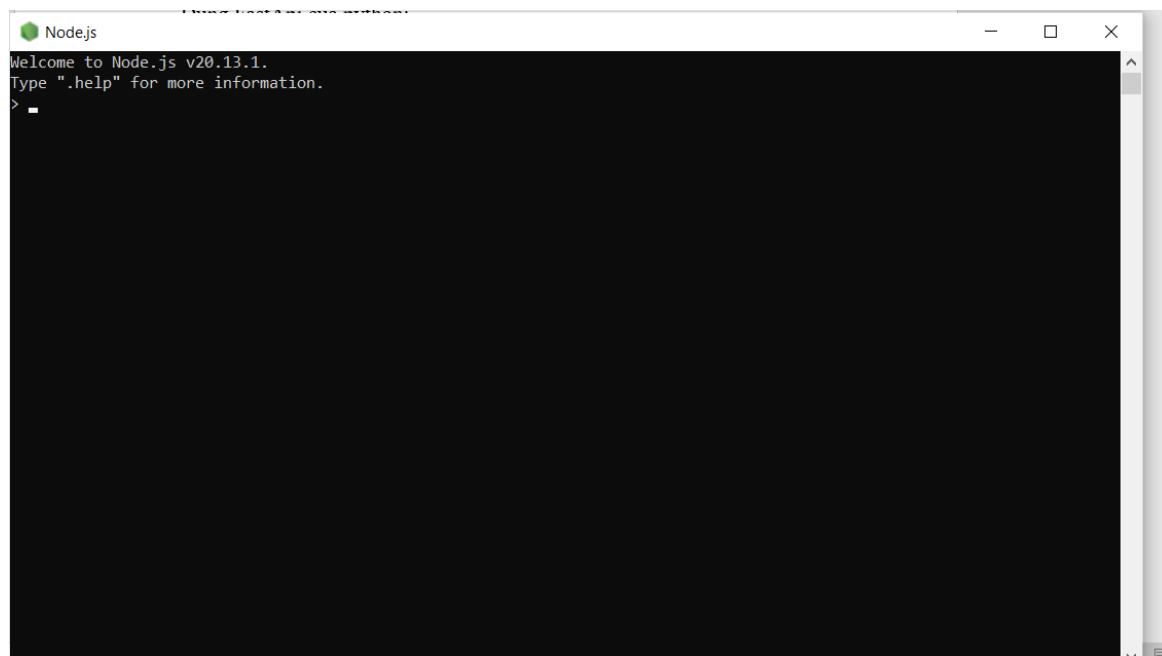 Node.js
Welcome to Node.js v20.13.1.
Type ".help" for more information.
>